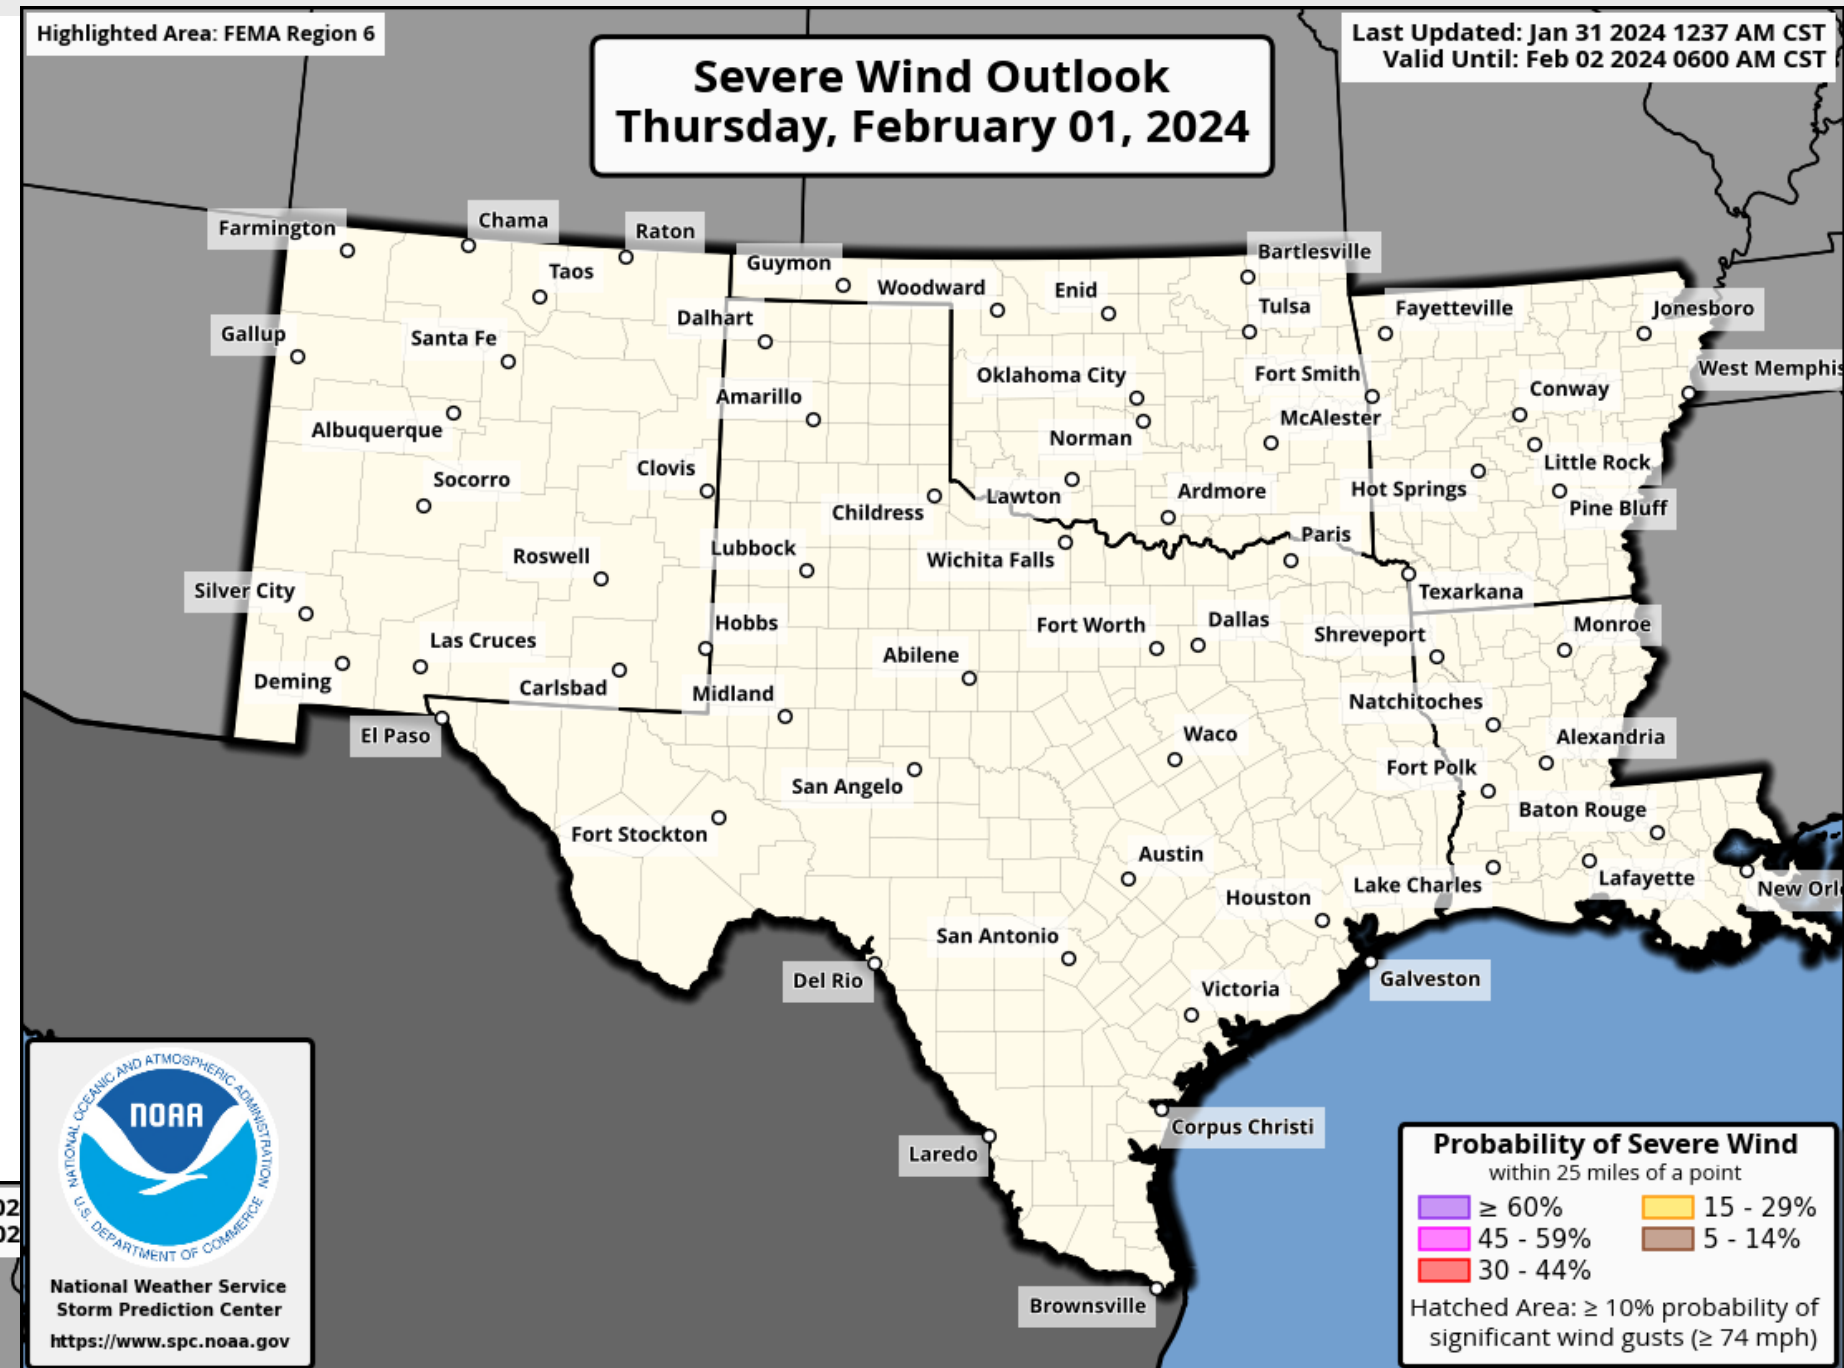 Highlighted Area: FEMA Region 6
Severe Wind Outlook
Thursday, February 01, 2024
Last Updated: Jan 31 2024 1237 AM CST
Valid Until: Feb 02 2024 0600 AM CST
Farmington
Chama
Raton
Taos
Guymon
Woodward
Enid
Bartlesville
Tulsa
Fayetteville
Jonesboro
Gallup
Santa Fe
Dalhart
Oklahoma City
Fort Smith
West Memphis
Albuquerque
Amarillo
Norman
McAlester
Conway
Socorro
Clovis
Childress
Lawton
Ardmore
Hot Springs
Little Rock
Pine Bluff
Roswell
Lubbock
Wichita Falls
Paris
Texarkana
Silver City
Las Cruces
Hobbs
Fort Worth
Dallas
Shreveport
Monroe
Deming
Carlsbad
Midland
Abilene
Natchitoches
El Paso
San Angelo
Waco
Fort Polk
Alexandria
Fort Stockton
Austin
Baton Rouge
Houston
Lake Charles
Lafayette
New Orl
San Antonio
Del Rio
Victoria
Galveston
Laredo
Corpus Christi
Brownsville
02
02
NATIONAL OCEANIC AND ATMOSPHERIC ADMINISTRATION
NOAA
U.S. DEPARTMENT OF COMMERCE
National Weather Service
Storm Prediction Center
https://www.spc.noaa.gov
Probability of Severe Wind
within 25 miles of a point
≥ 60% 15 - 29%
45 - 59% 5 - 14%
30 - 44%
Hatched Area: ≥ 10% probability of
significant wind gusts (≥ 74 mph)